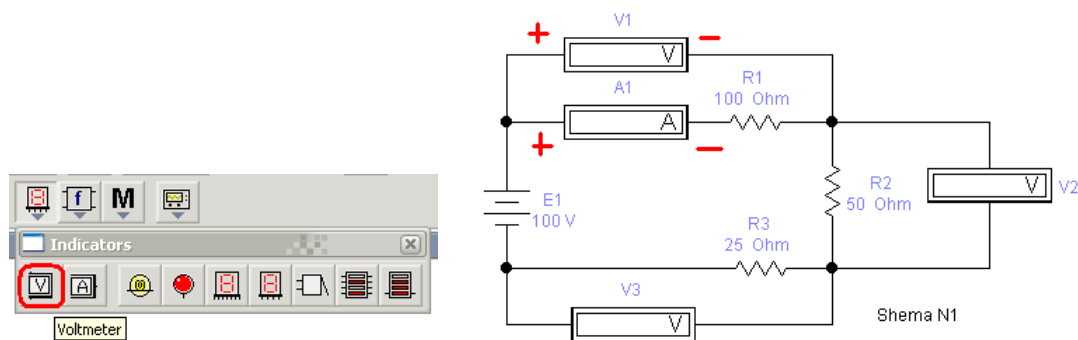 f
M
Indicators
V
A
Voltmeter
V1
+
−
V
A1
R1
100 Ohm
A
+
−
E1
100 V
R2
50 Ohm
V
V2
R3
25 Ohm
V3
V
Shema N1